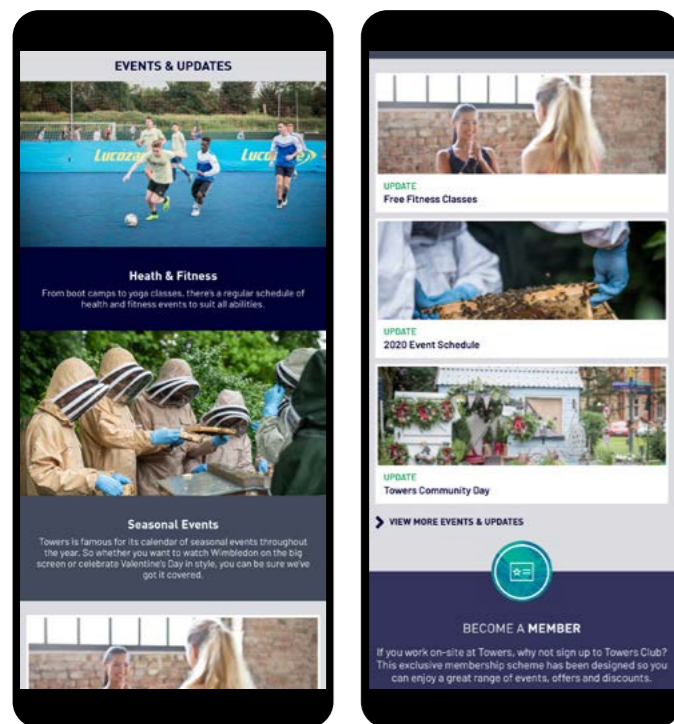 EVENTS & UPDATES
Lucoza
Heath & Fitness
From boot camps to yoga classes, there's a regular schedule of
health and fitness events to suit all abilities.
Seasonal Events
Towers is famous for its calendar of seasonal events throughout
the year. So whether you want to watch Wimbledon on the big
screen or celebrate Valentine's Day in style, you can be sure we've
got it covered.
UPDATE
Free Fitness Classes
UPDATE
2020 Event Schedule
UPDATE
Towers Community Day
VIEW MORE EVENTS & UPDATES
BECOME A MEMBER
If you work on-site at Towers, why not sign up to Towers Club?
This exclusive membership scheme has been designed so you
can enjoy a great range of events, offers and discounts.